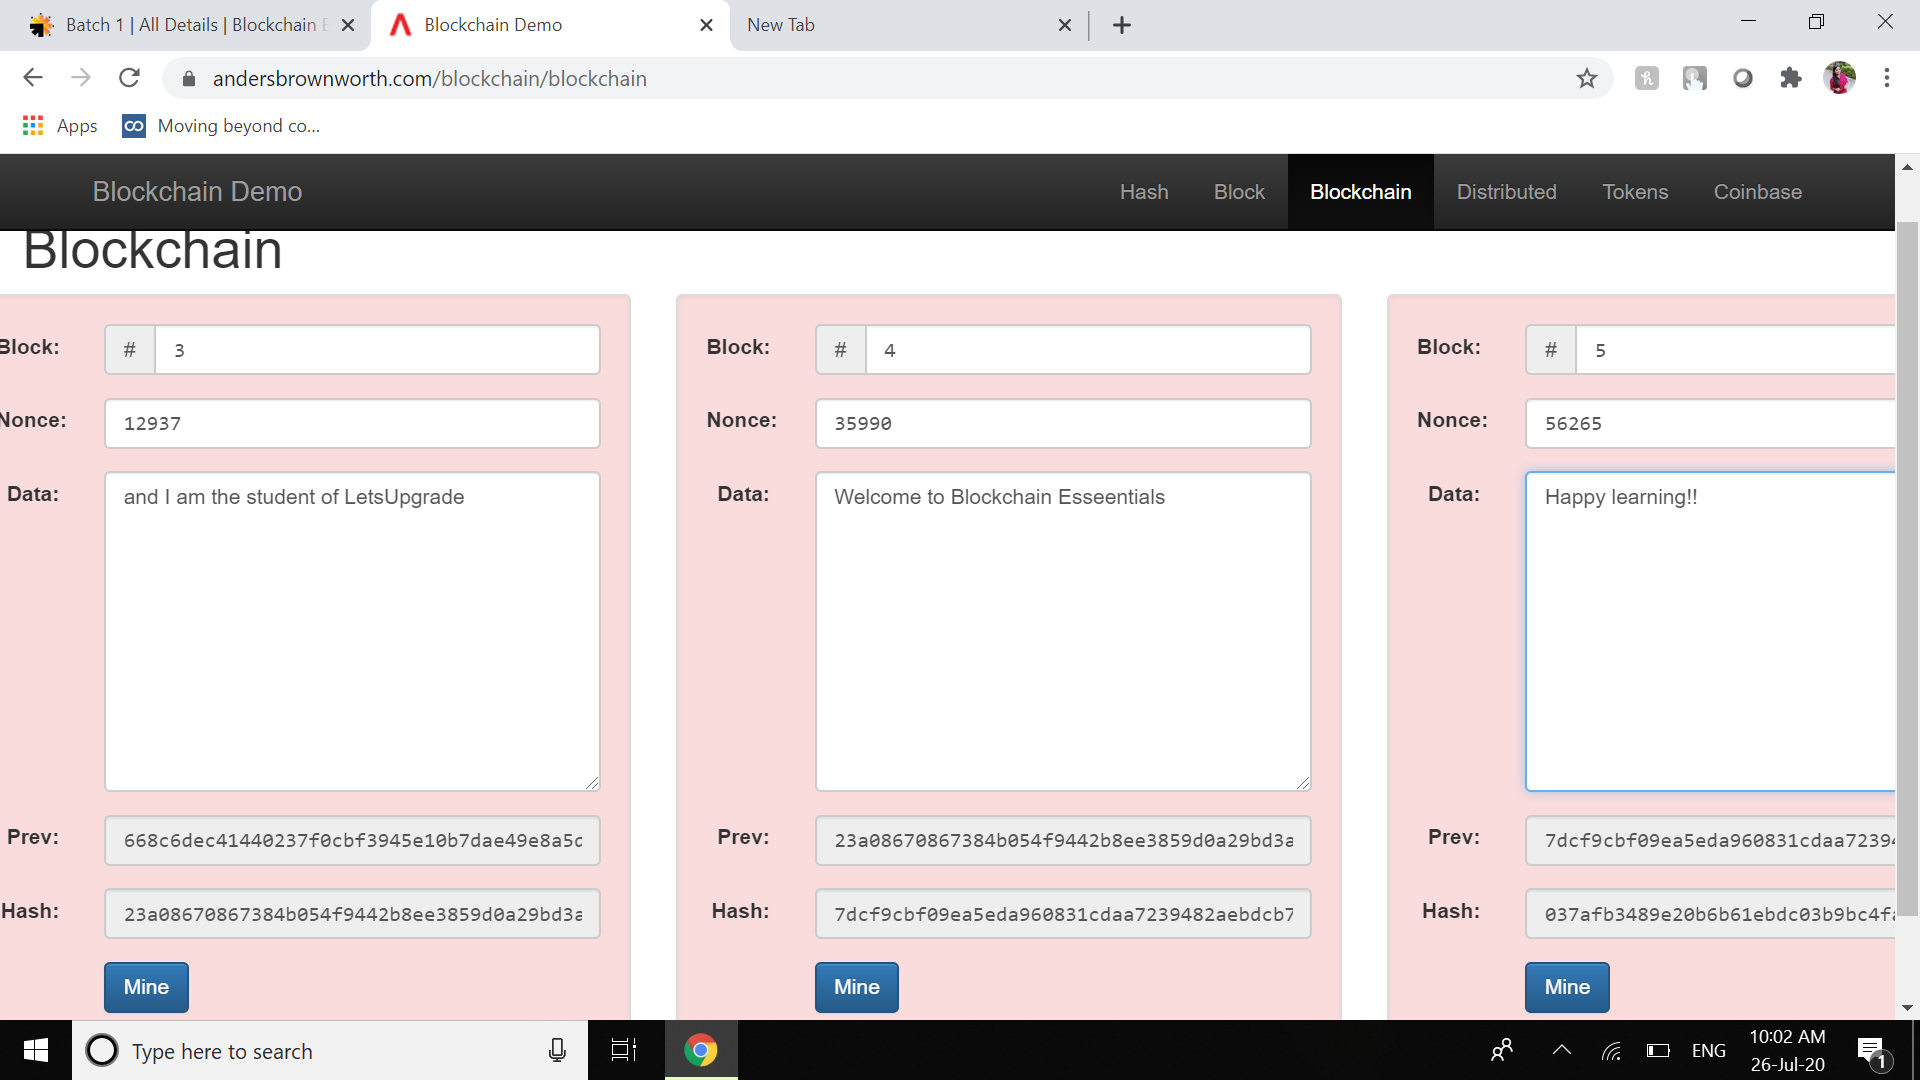 Batch 1 | All Details | Blockchain
Blockchain Demo
New Tab
andersbrownworth.com/blockchain/blockchain
Apps
Moving beyond co...
Blockchain Demo
Hash
Block
Blockchain
Distributed
Tokens
Coinbase
Blockchain
Block:
#
3
Nonce:
12937
Data:
and I am the student of LetsUpgrade
Prev:
668c6dec41440237f0cbf3945e10b7dae49e8a5
Hash:
23a08670867384b054f9442b8ee3859d0a29bd3a
Mine
Block:
#
4
Nonce:
35990
Data:
Welcome to Blockchain Esseentials
Prev:
23a08670867384b054f9442b8ee3859d0a29bd3a
Hash:
7dcf9cbf09ea5eda960831cdaa7239482aebdcb7
Mine
Block:
#
5
Nonce:
56265
Data:
Happy learning!!
Prev:
7dcf9cbf09ea5eda960831cdaa7239
Hash:
037afb3489e20b6b61ebdc03b9bc4f
Mine
Type here to search
ENG
10:02 AM
26-Jul-20
1